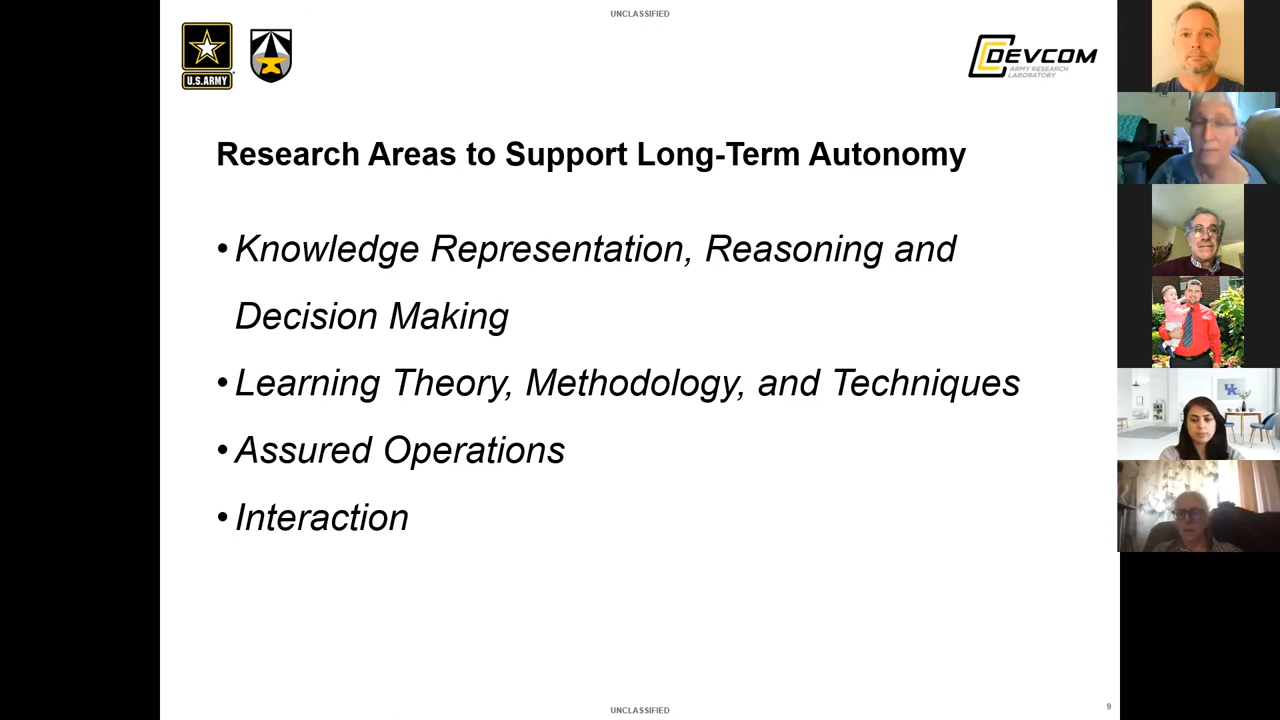 UNCLASSIFIED
U.S.ARMY
DEVCOM
ARMY RESEARCH
LABORATORY
Research Areas to Support Long-Term Autonomy
•Knowledge Representation, Reasoning and
Decision Making
•Learning Theory, Methodology, and Techniques
•Assured Operations
•Interaction
UK
UNCLASSIFIED
9